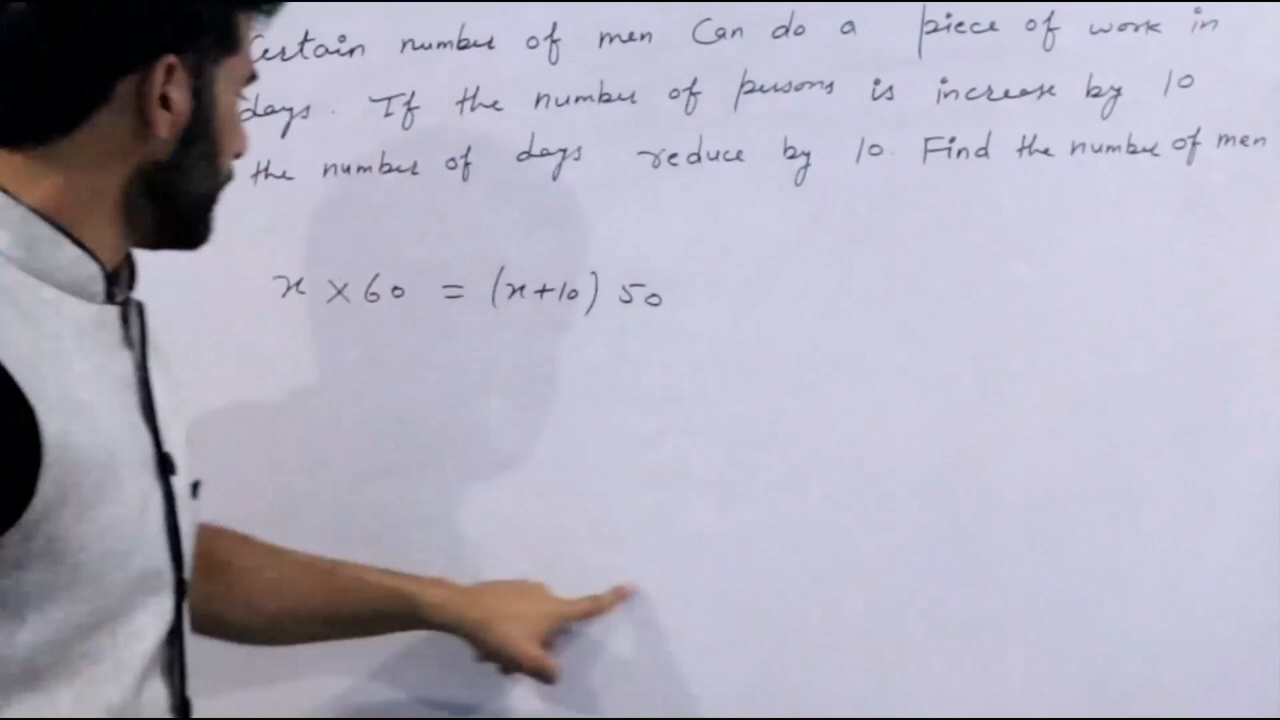 Certain number of men Can do a piece of work in
days. If the number of persons is increase by 10
the number of days reduce by 10. Find the number of men
x × 60 = (x+10) 50